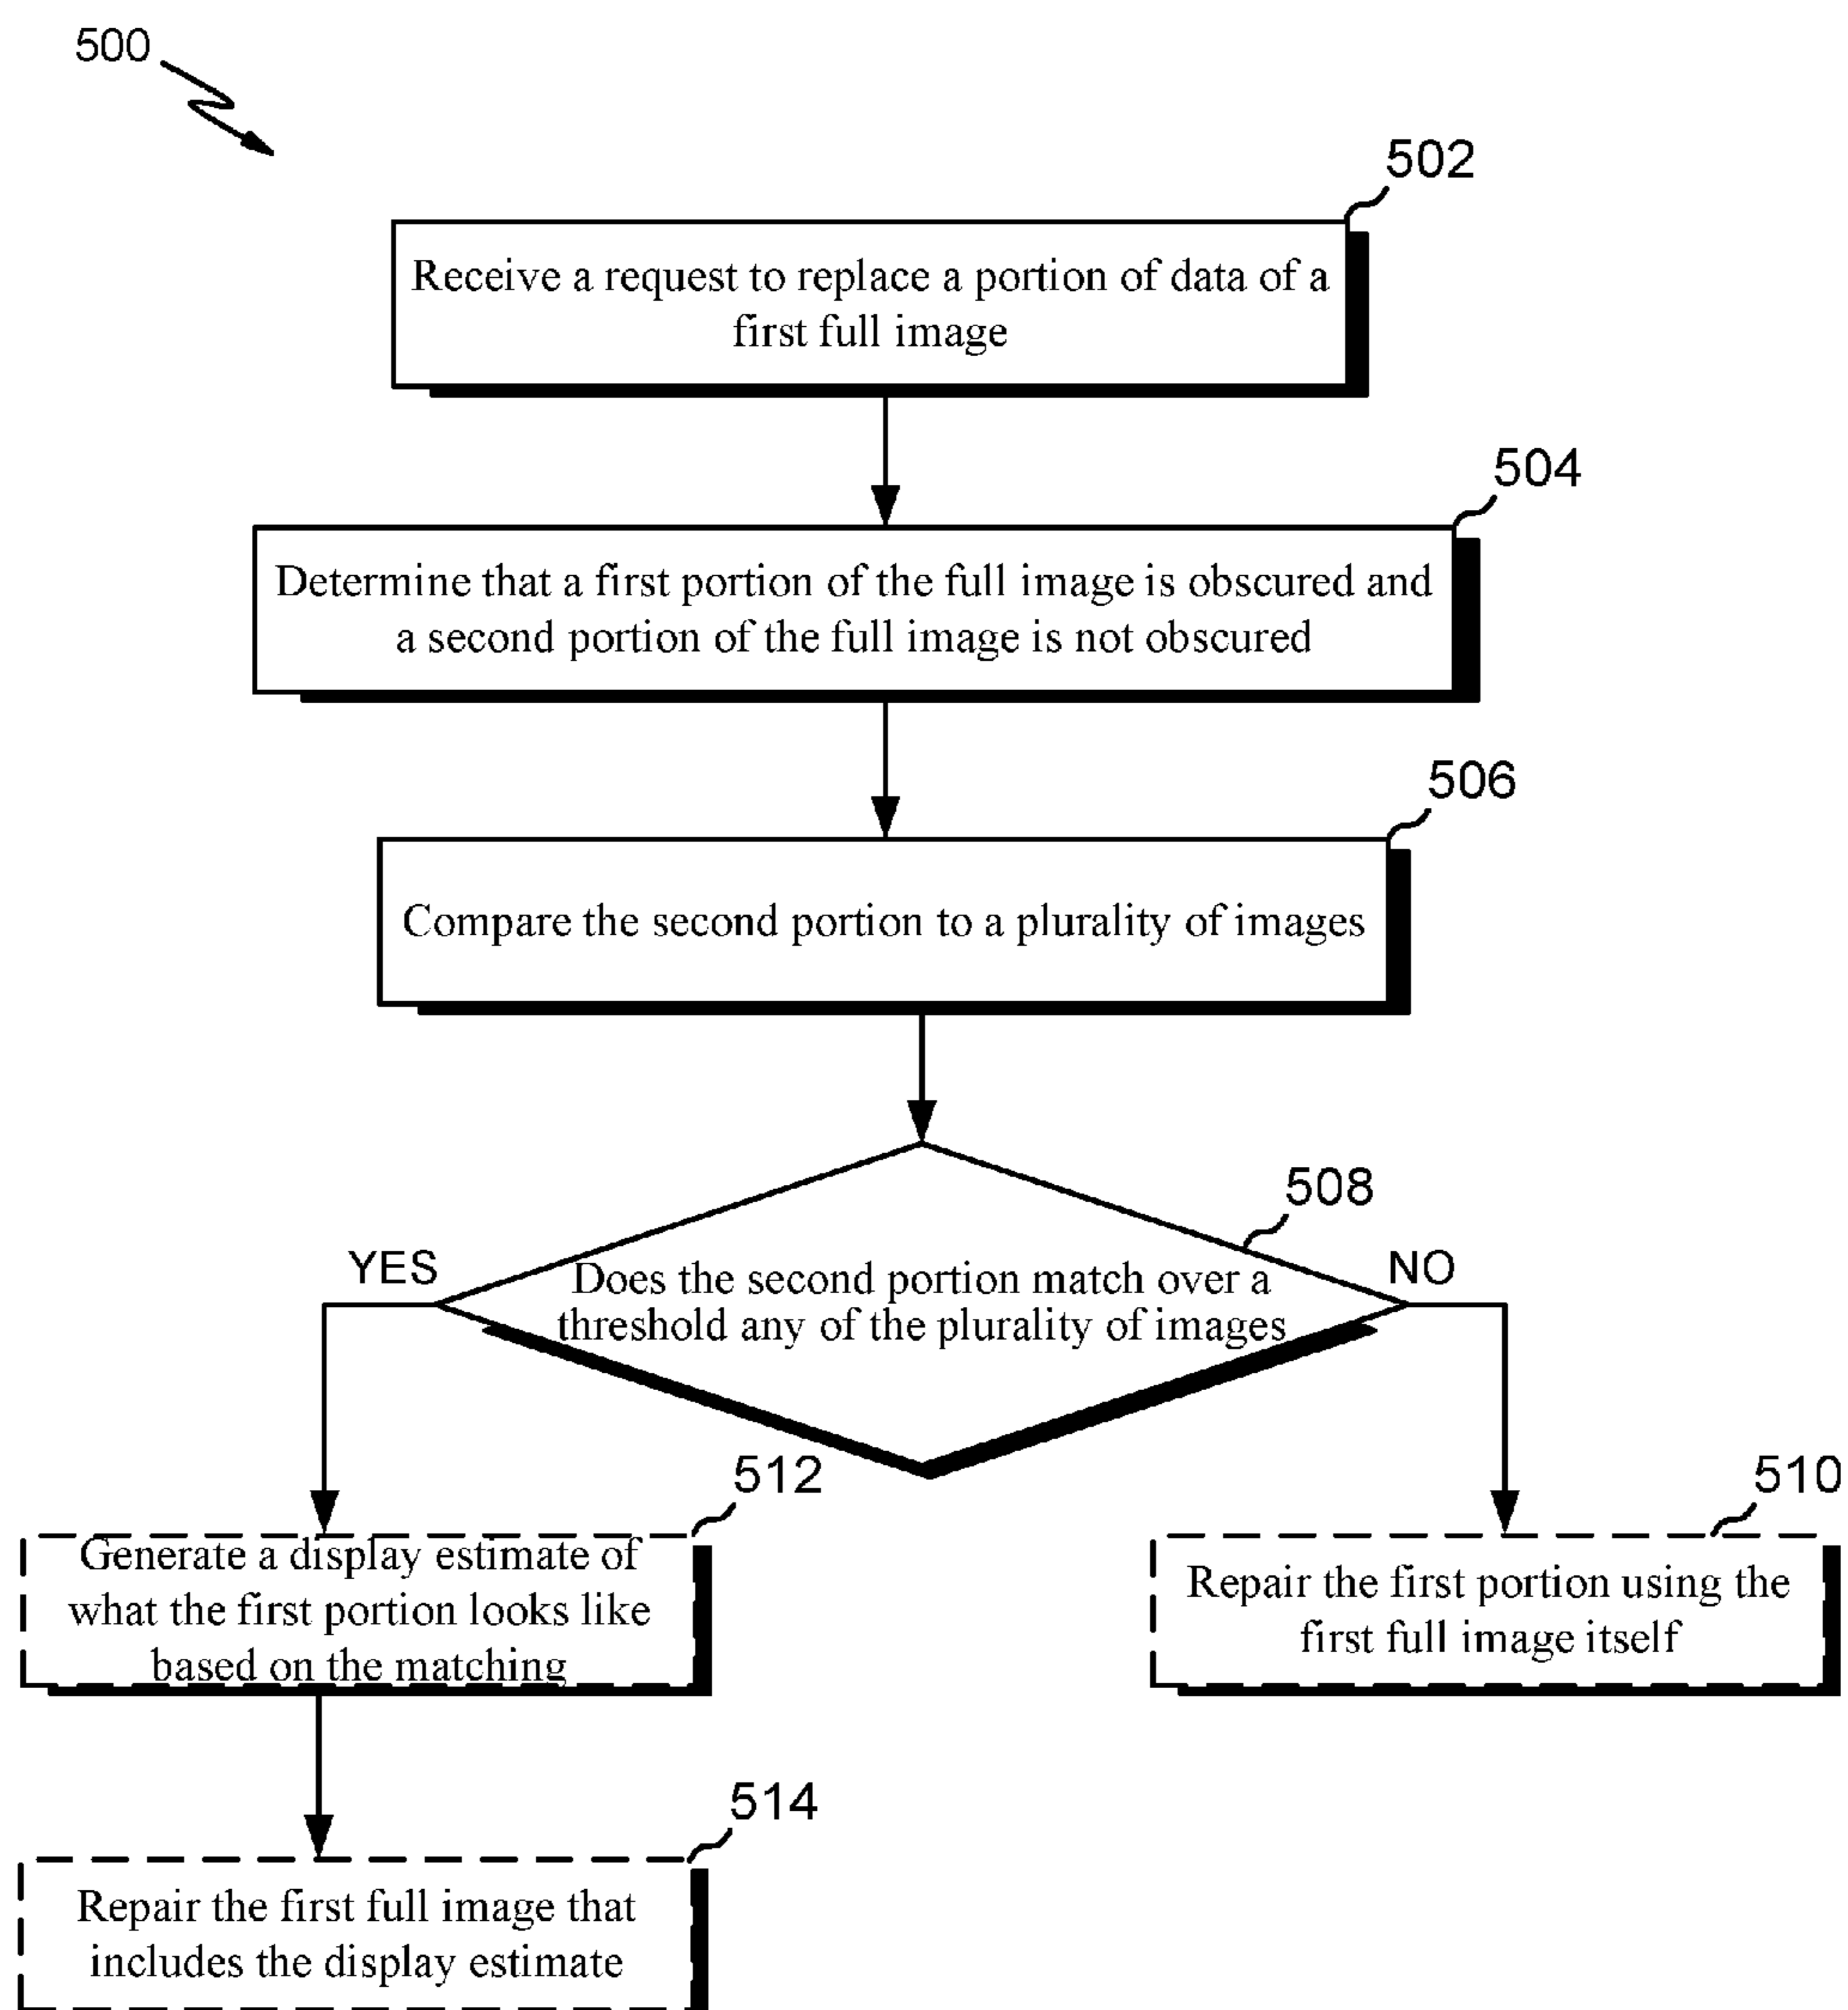 500
502
Receive a request to replace a portion of data of a
first full image
504
Determine that a first portion of the full image is obscured and
a second portion of the full image is not obscured
506
Compare the second portion to a plurality of images
508
YES
NO
Does the second portion match over a
threshold any of the plurality of images
512
Generate a display estimate of
what the first portion looks like
based on the matching
510
Repair the first portion using the
first full image itself
514
Repair the first full image that
includes the display estimate